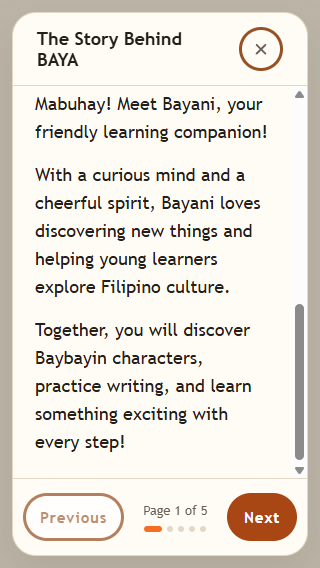 The Story Behind
BAYA
Mabuhay! Meet Bayani, your
friendly learning companion!
With a curious mind and a
cheerful spirit, Bayani loves
discovering new things and
helping young learners
explore Filipino culture.
Together, you will discover
Baybayin characters,
practice writing, and learn
something exciting with
every step!
Previous
Page 1 of 5
Next